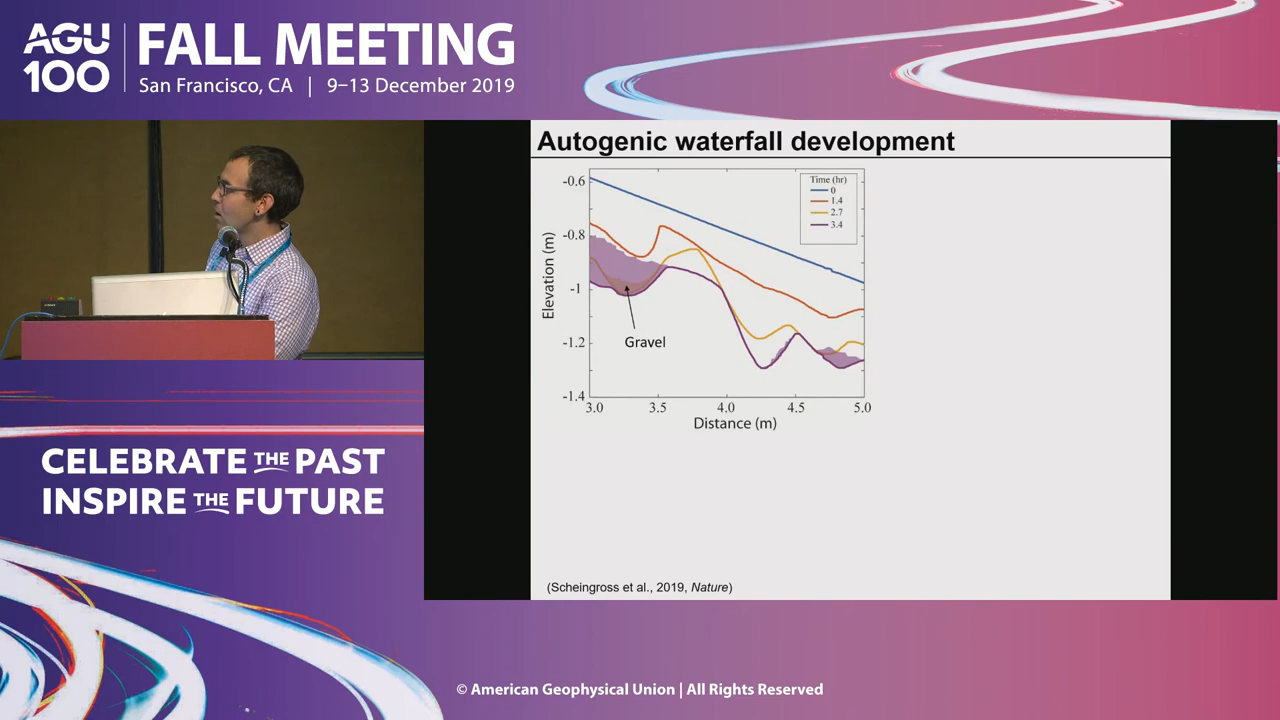 AGU
100
FALL MEETING
San Francisco, CA | 9–13 December 2019
Autogenic waterfall development
Time (hr)
0
1.4
2.7
3.4
-0.6
-0.8
-1
-1.2
-1.4
Elevation (m)
Gravel
3.0 3.5 4.0 4.5 5.0
Distance (m)
(Scheingross et al., 2019, Nature)
CELEBRATE THE PAST
INSPIRE THE FUTURE
© American Geophysical Union | All Rights Reserved